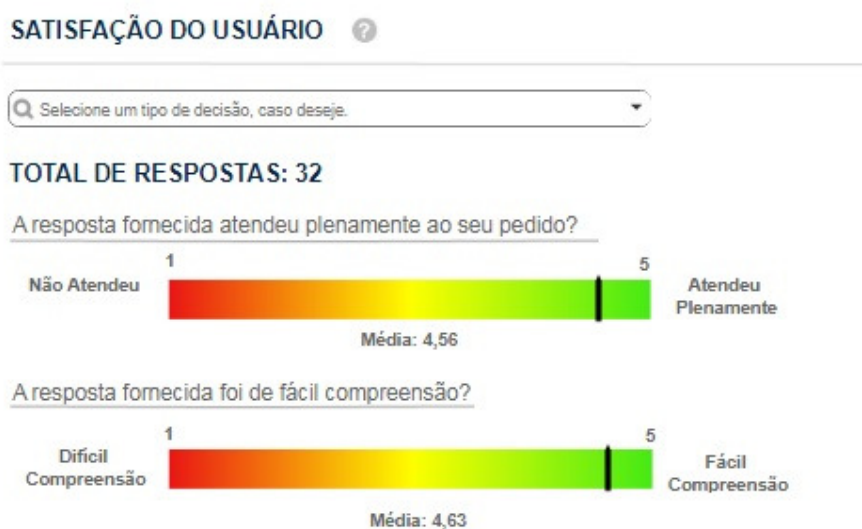 SATISFAÇÃO DO USUÁRIO ?
Selecione um tipo de decisão, caso deseje.
TOTAL DE RESPOSTAS: 32
A resposta fornecida atendeu plenamente ao seu pedido?
1 5
Não Atendeu Atendeu
Plenamente
Média: 4,56
A resposta fornecida foi de fácil compreensão?
1 5
Difícil
Compreensão
Fácil
Compreensão
Média: 4,63